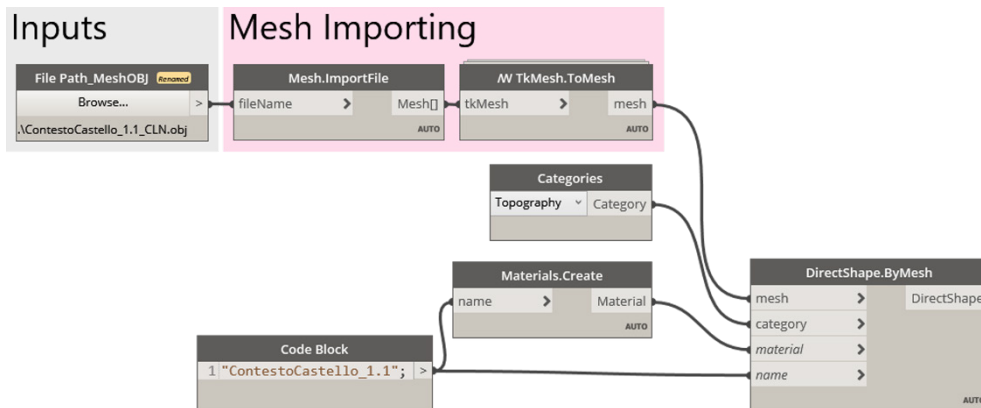 Inputs
Mesh Importing
File Path_MeshOBJ Renamed
Browse... >
.\ContestoCastello_1.1_CLN.obj
Mesh.ImportFile
fileName > Mesh[]
AUTO
TkMesh.ToMesh
tkMesh > mesh
AUTO
Categories
Topography Category
Materials.Create
name > Material
AUTO
Code Block
1 "ContestoCastello_1.1"; >
DirectShape.ByMesh
mesh > DirectShape
category >
material >
name >
AUTO